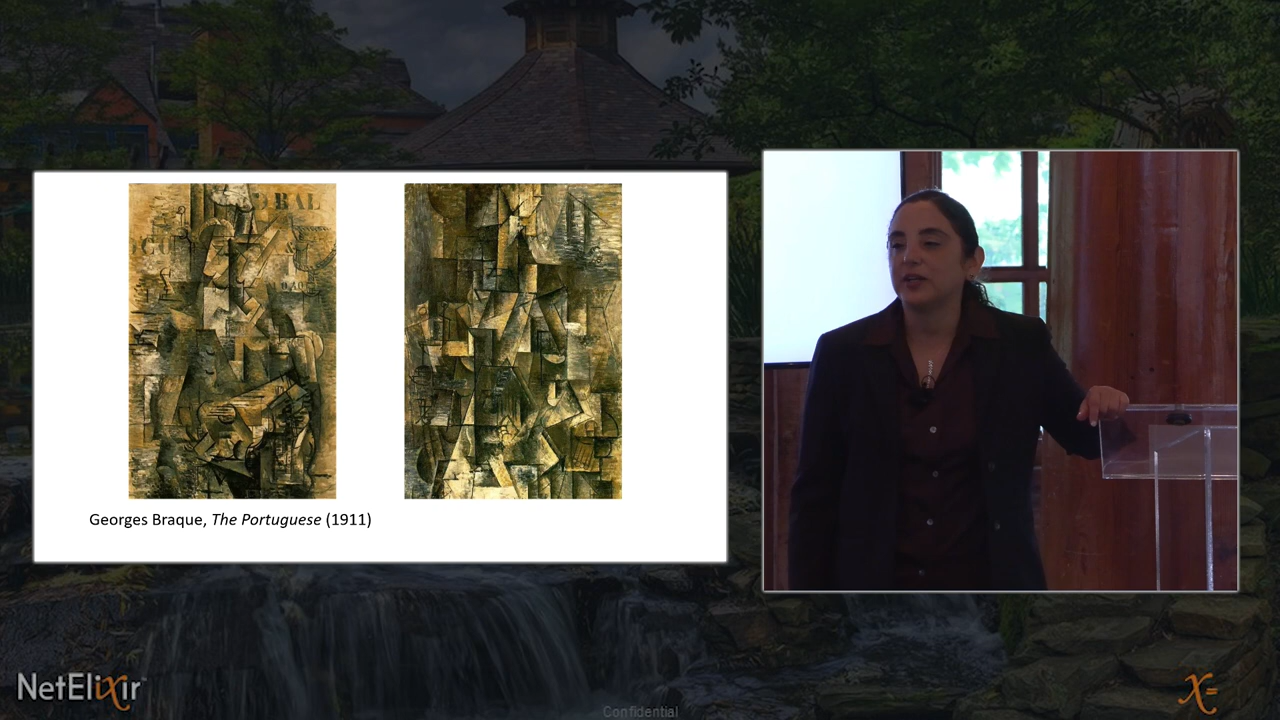 D BAL
Georges Braque, The Portuguese (1911)
NetElixir
X=
Confidential